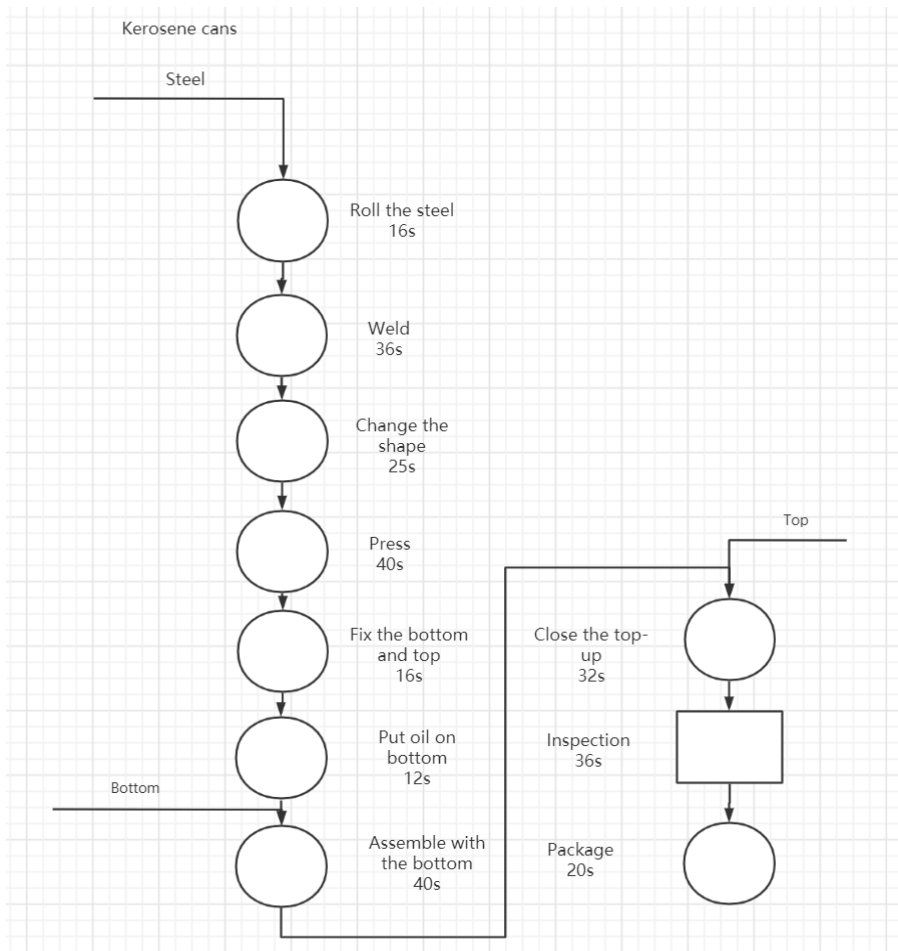 Kerosene cans
Steel
Roll the steel
16s
Weld
36s
Change the
shape
25s
Press
40s
Fix the bottom
and top
16s
Put oil on
bottom
12s
Bottom
Assemble with
the bottom
40s
Top
Close the top-
up
32s
Inspection
36s
Package
20s